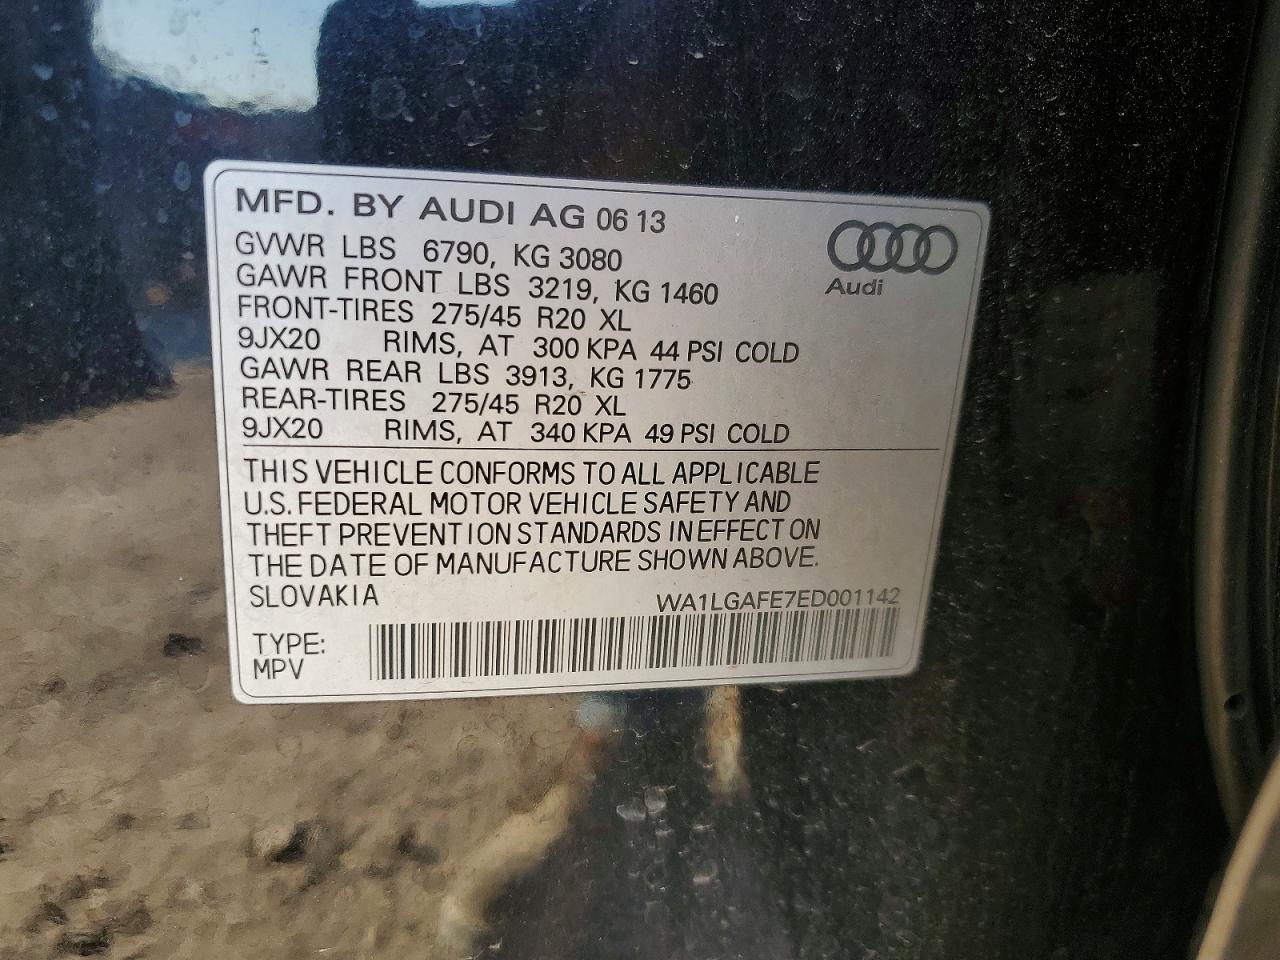 MFD. BY AUDI AG 06 13
GVWR LBS 6790, KG 3080
GAWR FRONT LBS 3219, KG 1460
FRONT-TIRES 275/45 R20 XL
9JX20 RIMS, AT 300 KPA 44 PSI COLD
GAWR REAR LBS 3913, KG 1775
REAR-TIRES 275/45 R20 XL
9JX20 RIMS, AT 340 KPA 49 PSI COLD
Audi
THIS VEHICLE CONFORMS TO ALL APPLICABLE
U.S. FEDERAL MOTOR VEHICLE SAFETY AND
THEFT PREVENTION STANDARDS IN EFFECT ON
THE DATE OF MANUFACTURE SHOWN ABOVE.
SLOVAKIA WA1LGAFE7ED001142
TYPE:
MPV